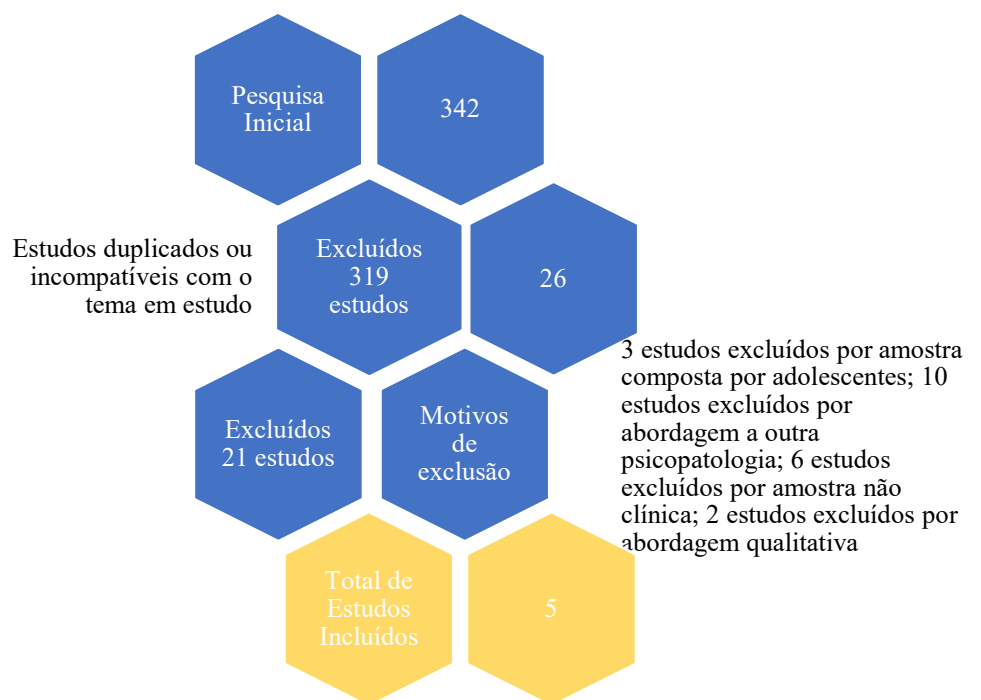 Pesquisa
Inicial
342
Estudos duplicados ou
incompatíveis com o
tema em estudo
Excluídos
319
estudos
26
3 estudos excluídos por amostra
composta por adolescentes; 10
estudos excluídos por
abordagem a outra
psicopatologia; 6 estudos
excluídos por amostra não
clínica; 2 estudos excluídos por
abordagem qualitativa
Excluídos
21 estudos
Motivos
de
exclusão
Total de
Estudos
Incluídos
5